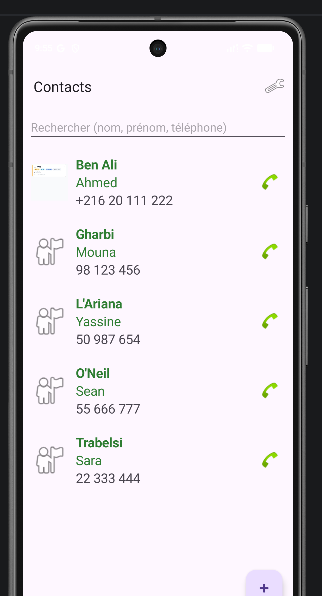 Contacts
Rechercher (nom, prénom, téléphone)
Ben Ali
Ahmed
+216 20 111 222
Gharbi
Mouna
98 123 456
L'Ariana
Yassine
50 987 654
O'Neil
Sean
55 666 777
Trabelsi
Sara
22 333 444
+